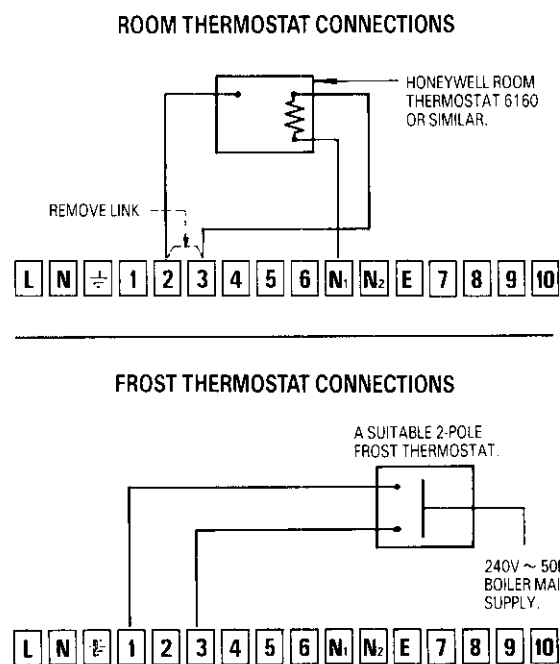 ROOM THERMOSTAT CONNECTIONS
HONEYWELL ROOM
THERMOSTAT 6160
OR SIMILAR.
REMOVE LINK
L N ⏚ 1 2 3 4 5 6 N₁ N₂ E 7 8 9 10
FROST THERMOSTAT CONNECTIONS
A SUITABLE 2-POLE
FROST THERMOSTAT.
240V ~
BOILER
SUPPLY.
L N ⏚ 1 2 3 4 5 6 N₁ N₂ E 7 8 9 10